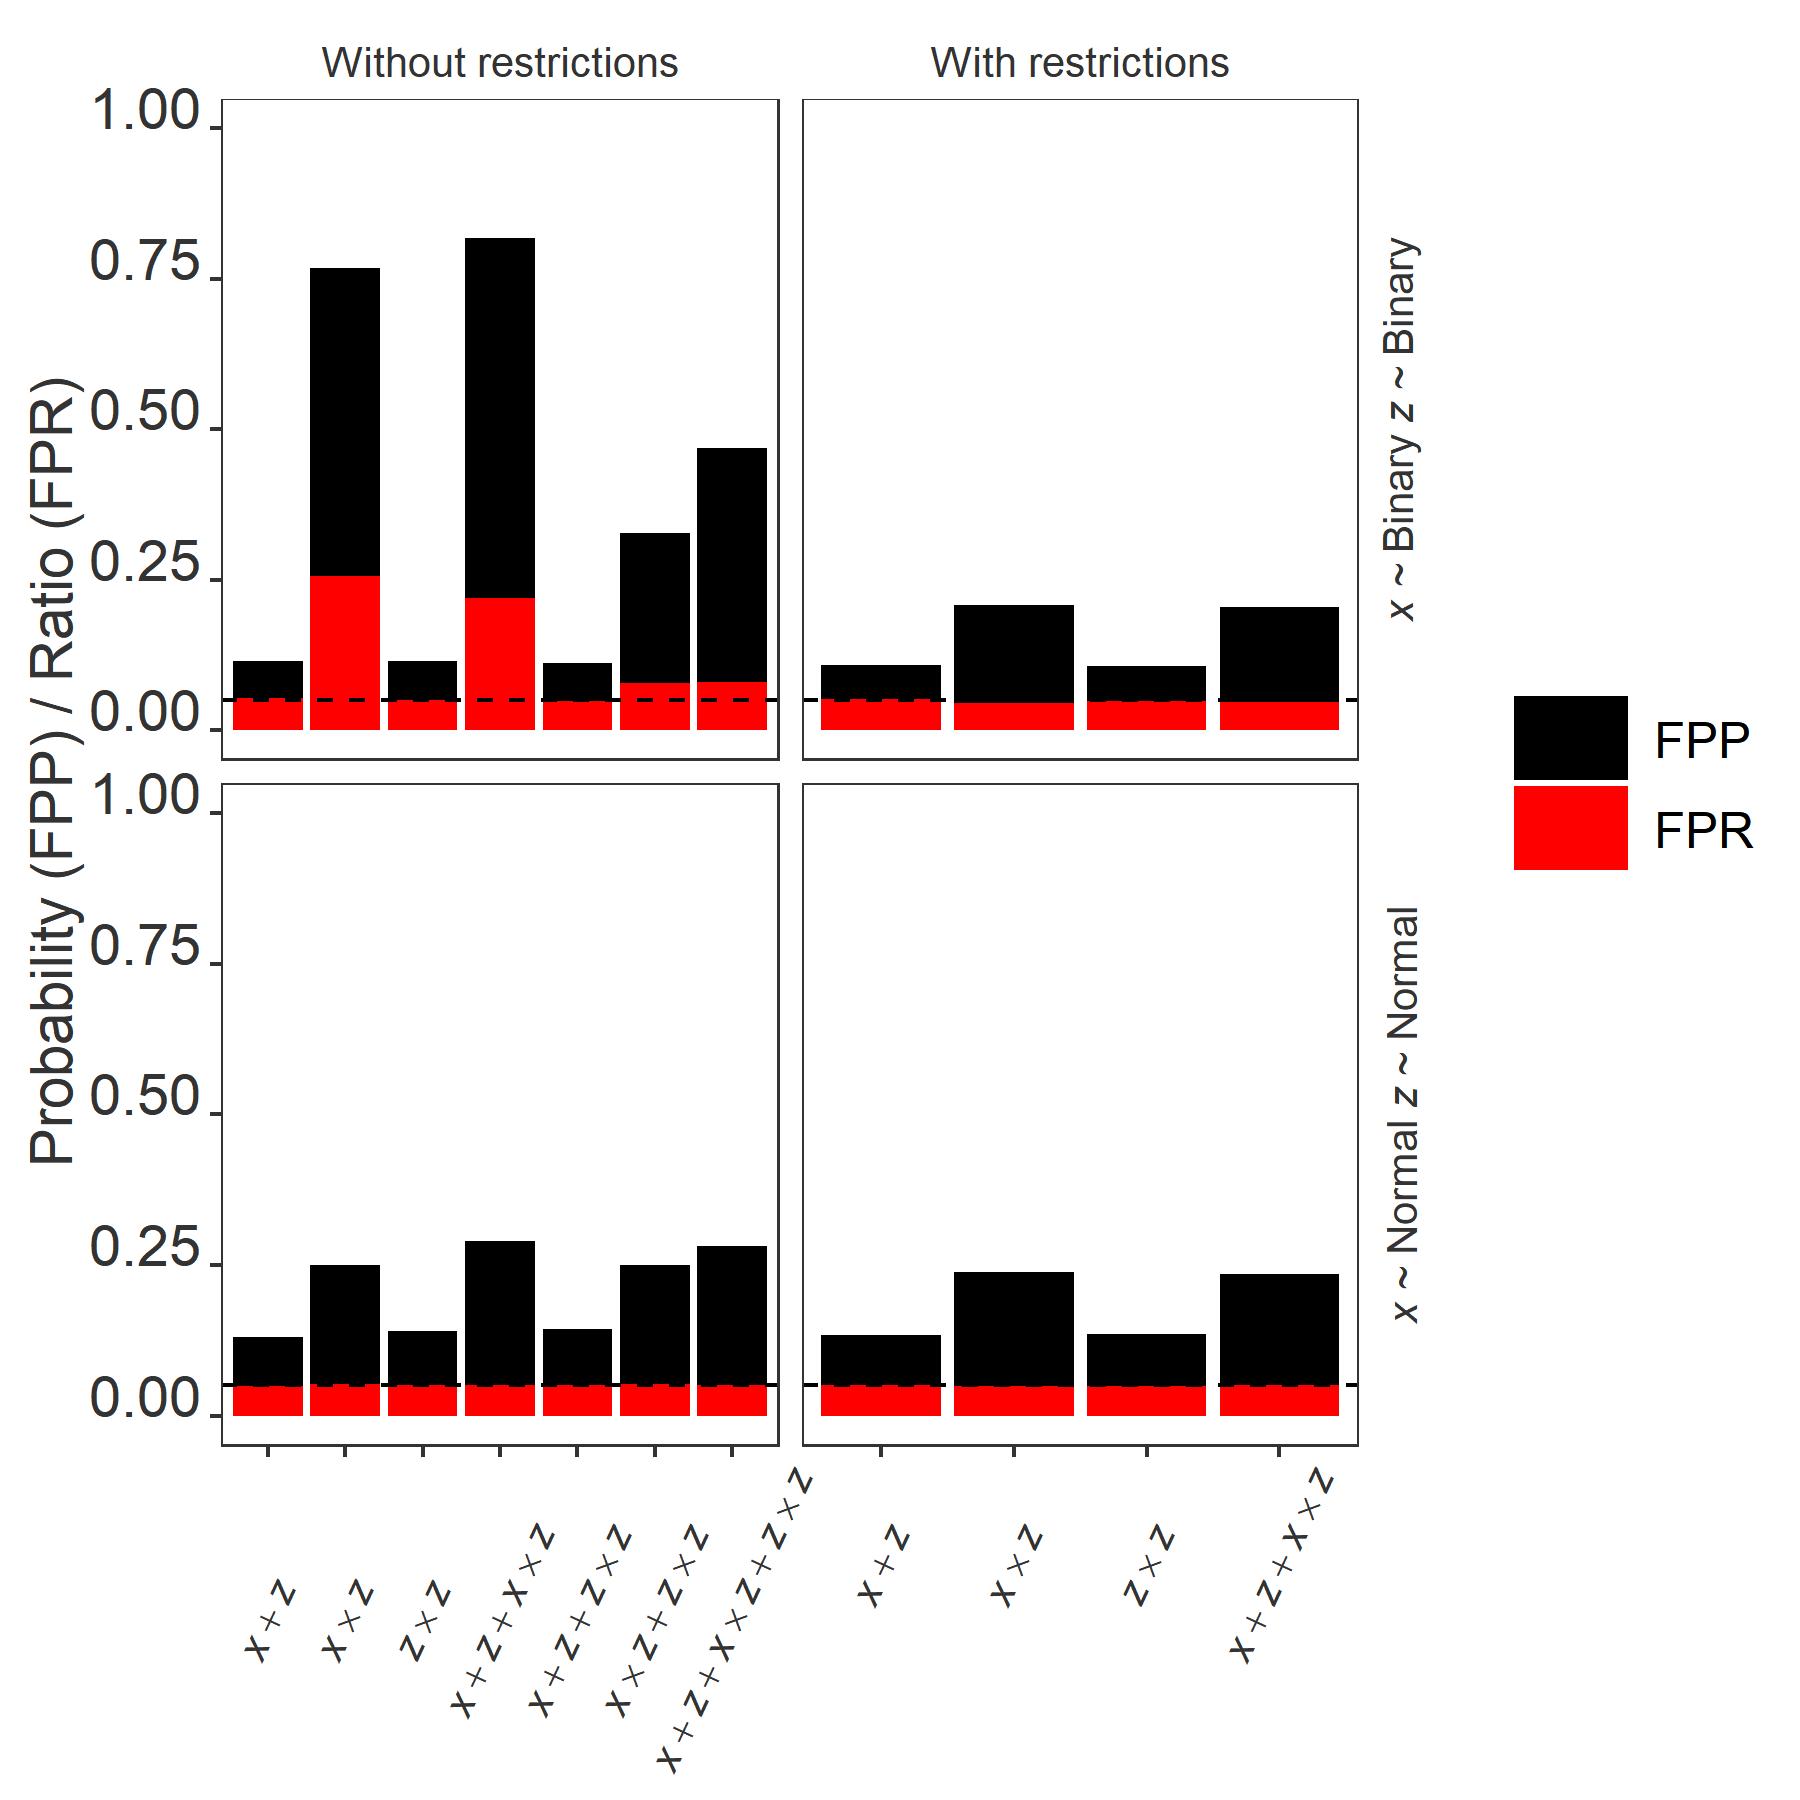 Without restrictions
With restrictions
Probability (FPP) / Ratio (FPR)
1.00
0.75
0.50
0.25
0.00
x ~ Binary z ~ Binary
1.00
0.75
0.50
0.25
0.00
x ~ Normal z ~ Normal
FPP
FPR
x + z
x × z
z × z
x + z + x × z
x + z + z × z
x × z + z × z
x + z + x × z + z × z
x + z
x × z
z × z
x + z + x × z